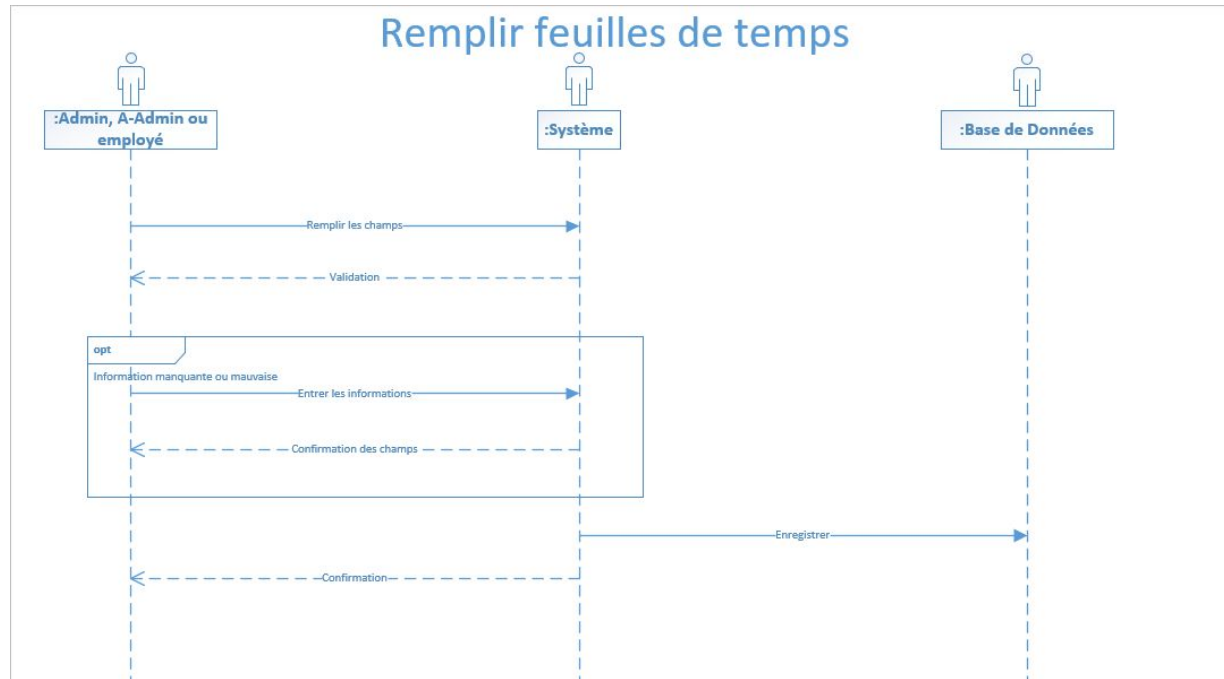 Remplir feuilles de temps
:Admin, A-Admin ou
employé
:Système
:Base de Données
Remplir les champs
Validation
opt
Information manquante ou mauvaise
Entrer les informations
Confirmation des champs
Enregistrer
Confirmation